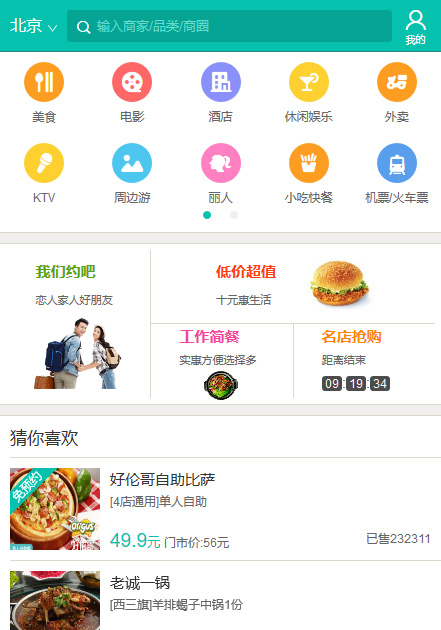 北京
输入商家/品类/商圈
我的
美食 电影 酒店 休闲娱乐 外卖
KTV 周边游 丽人 小吃快餐 机票/火车票
我们约吧
恋人家人好朋友
低价超值
十元惠生活
工作简餐
实惠方便选择多
名店抢购
距离结束
09:19:34
猜你喜欢
免预约
好伦哥自助比萨
[4店通用]单人自助
49.9元 门市价:56元
已售232311
老诚一锅
[西三旗]羊排蝎子中锅1份